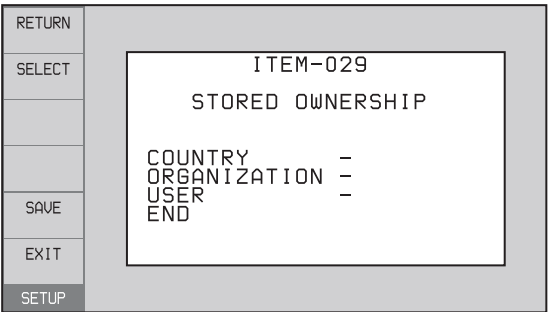 RETURN
SELECT
SAVE
EXIT
SETUP
ITEM-029
STORED OWNERSHIP
COUNTRY -
ORGANIZATION -
USER -
END